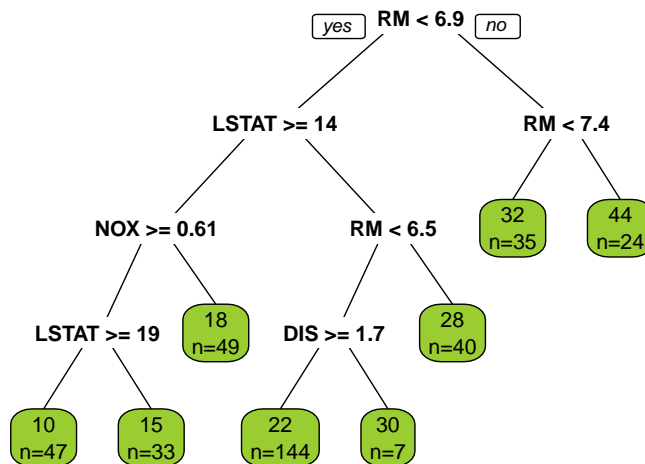 yes
RM < 6.9
no
LSTAT >= 14
RM < 7.4
32
n=35
44
n=24
NOX >= 0.61
RM < 6.5
18
n=49
28
n=40
LSTAT >= 19
DIS >= 1.7
10
n=47
15
n=33
22
n=144
30
n=7